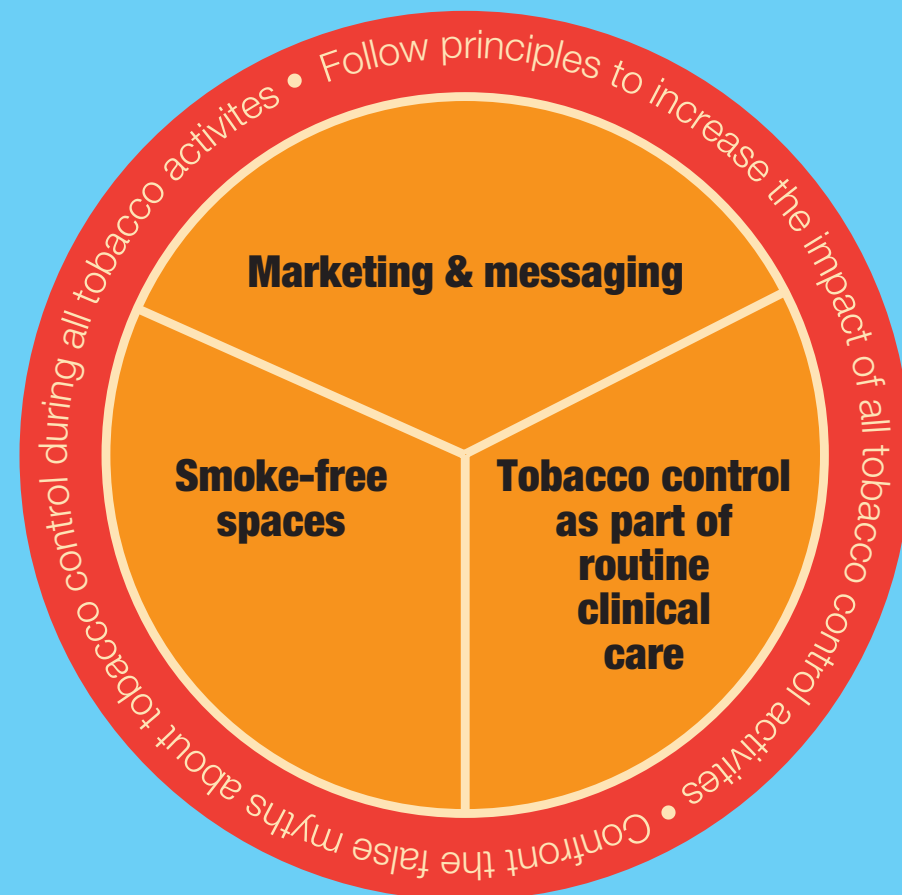 Follow principles to increase the impact of all tobacco control activites •
Confront the false myths about tobacco control during all tobacco activites •
Marketing & messaging
Smoke-free
spaces
Tobacco control
as part of
routine
clinical
care